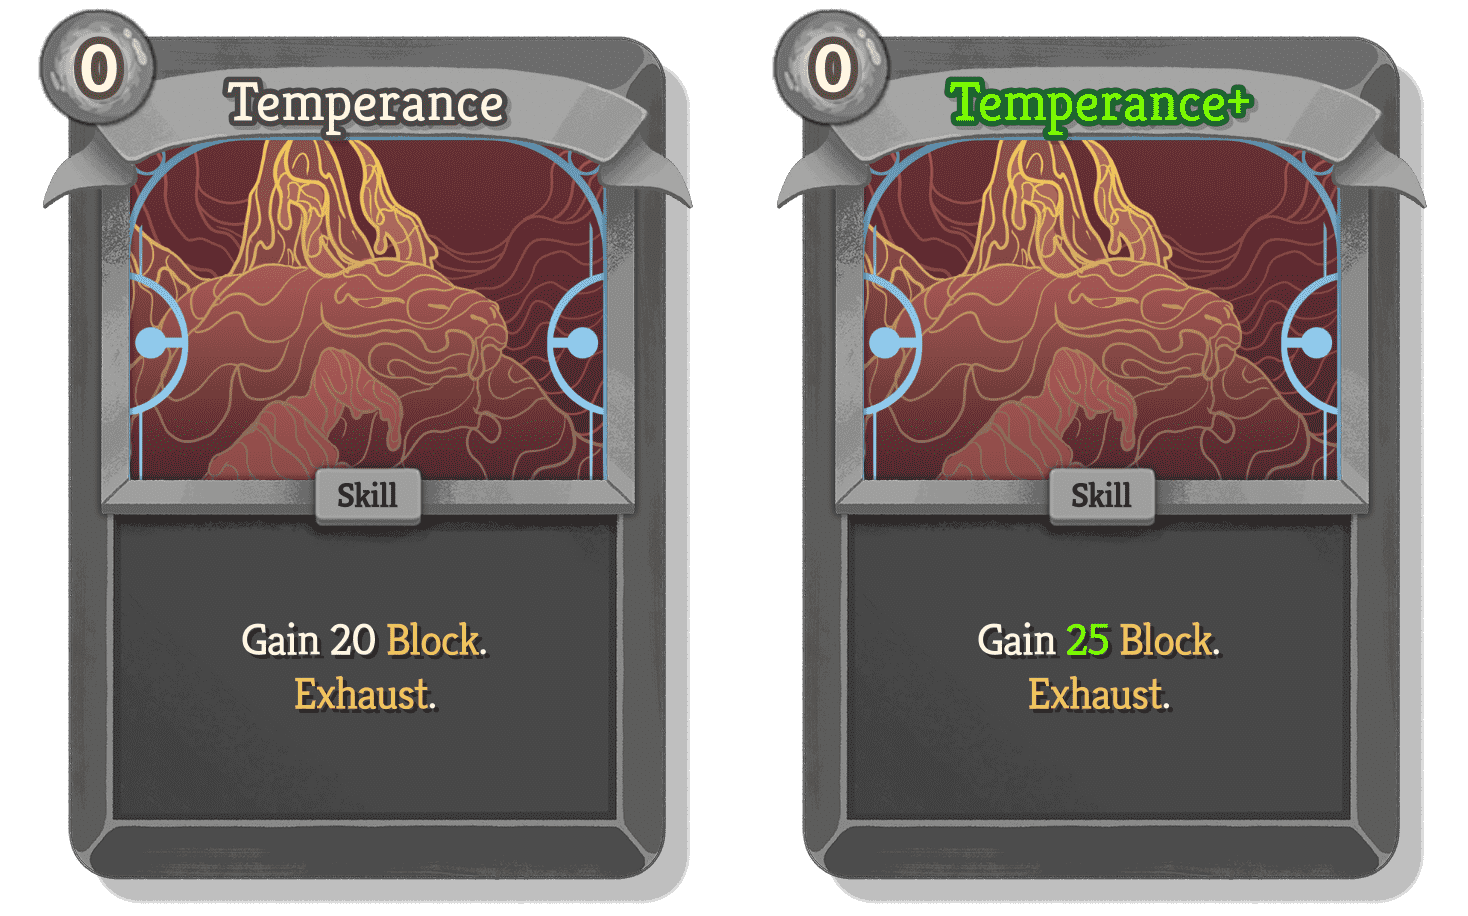 0
Temperance
Skill
Gain 20 Block.
Exhaust.
0
Temperance+
Skill
Gain 25 Block.
Exhaust.